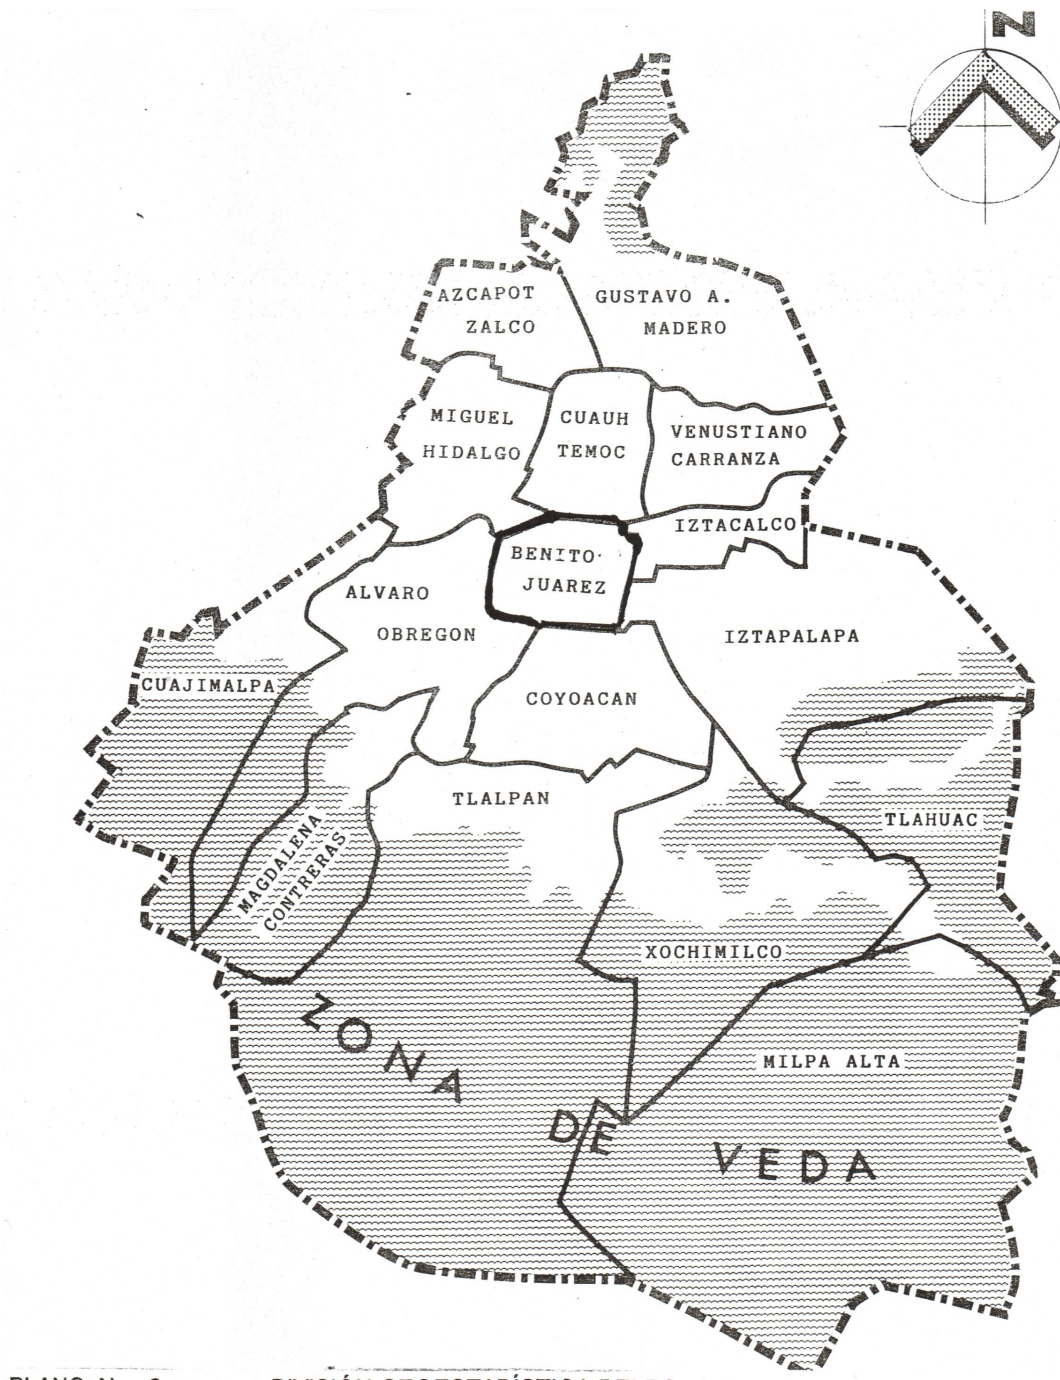 N
AZCAPOT
ZALCO
GUSTAVO A.
MADERO
MIGUEL
HIDALGO
CUAUH
TEMOC
VENUSTIANO
CARRANZA
IZTACALCO
BENITO
JUAREZ
ALVARO
OBREGON
IZTAPALAPA
CUAJIMALPA
COYOACAN
TLALPAN
TLAHUAC
MAGDALENA
CONTRERAS
XOCHIMILCO
MILPA ALTA
ZONA
DE
VEDA